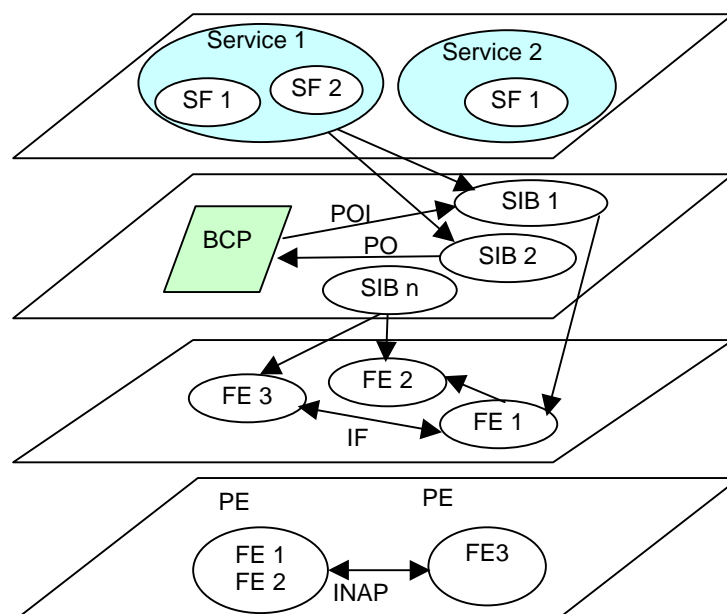 Service 1
Service 2
SF 1
SF 2
SF 1
SIB 1
POI
BCP
PO
SIB 2
SIB n
FE 2
FE 3
FE 1
IF
PE
PE
FE 1
FE 2
FE3
INAP